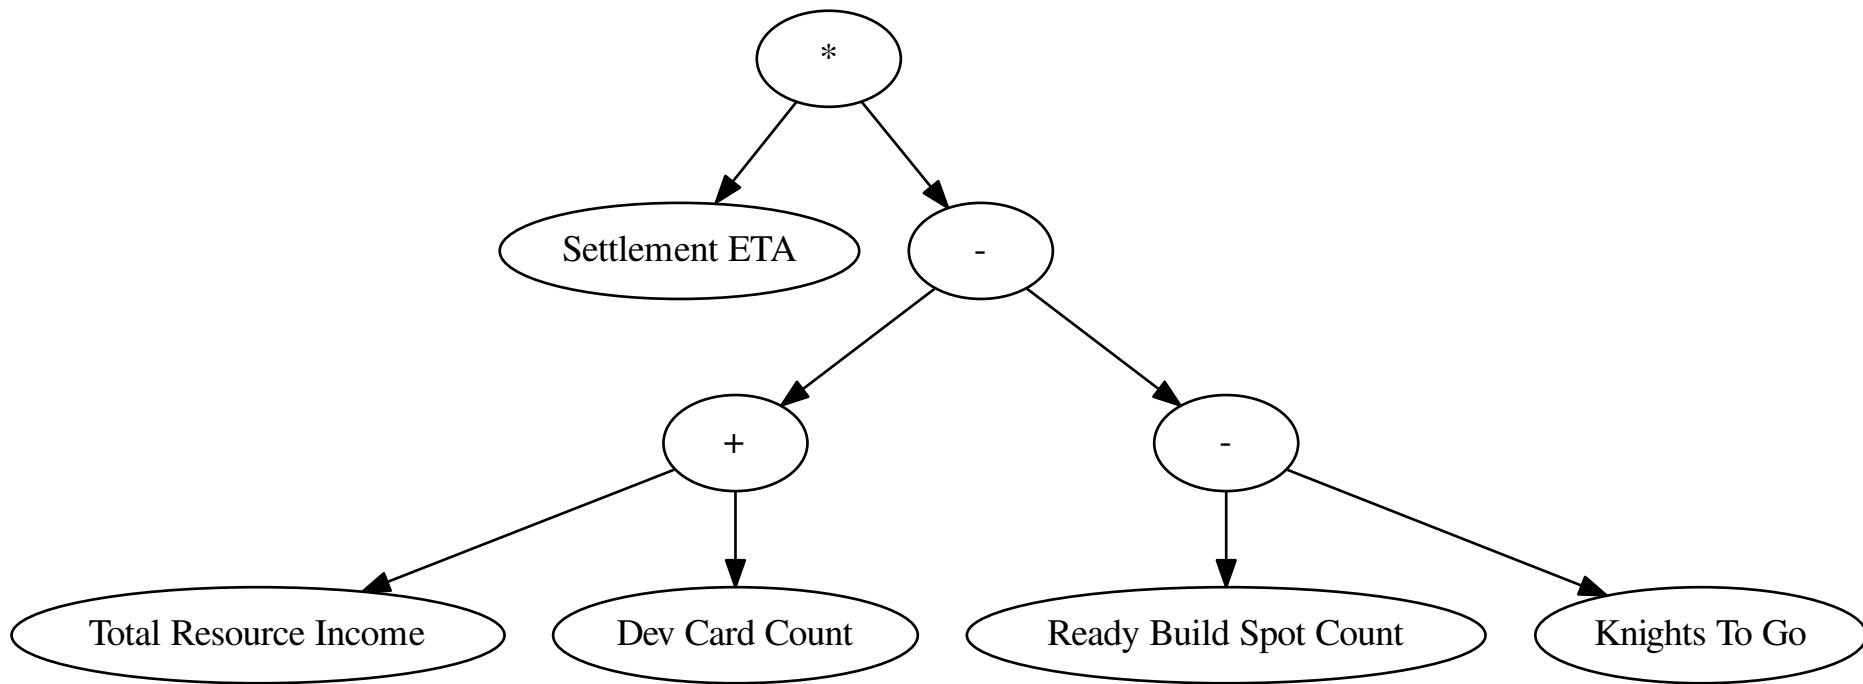 *
Settlement ETA
-
+
-
Total Resource Income
Dev Card Count
Ready Build Spot Count
Knights To Go